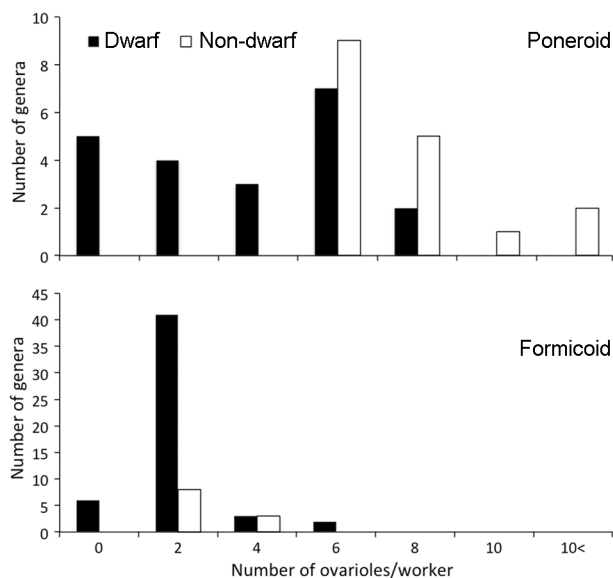 Dwarf Non-dwarf Poneroid
Number of genera
10
8
6
4
2
0
Formicoid
Number of genera
45
40
35
30
25
20
15
10
5
0
0 2 4 6 8 10 10<
Number of ovarioles/worker